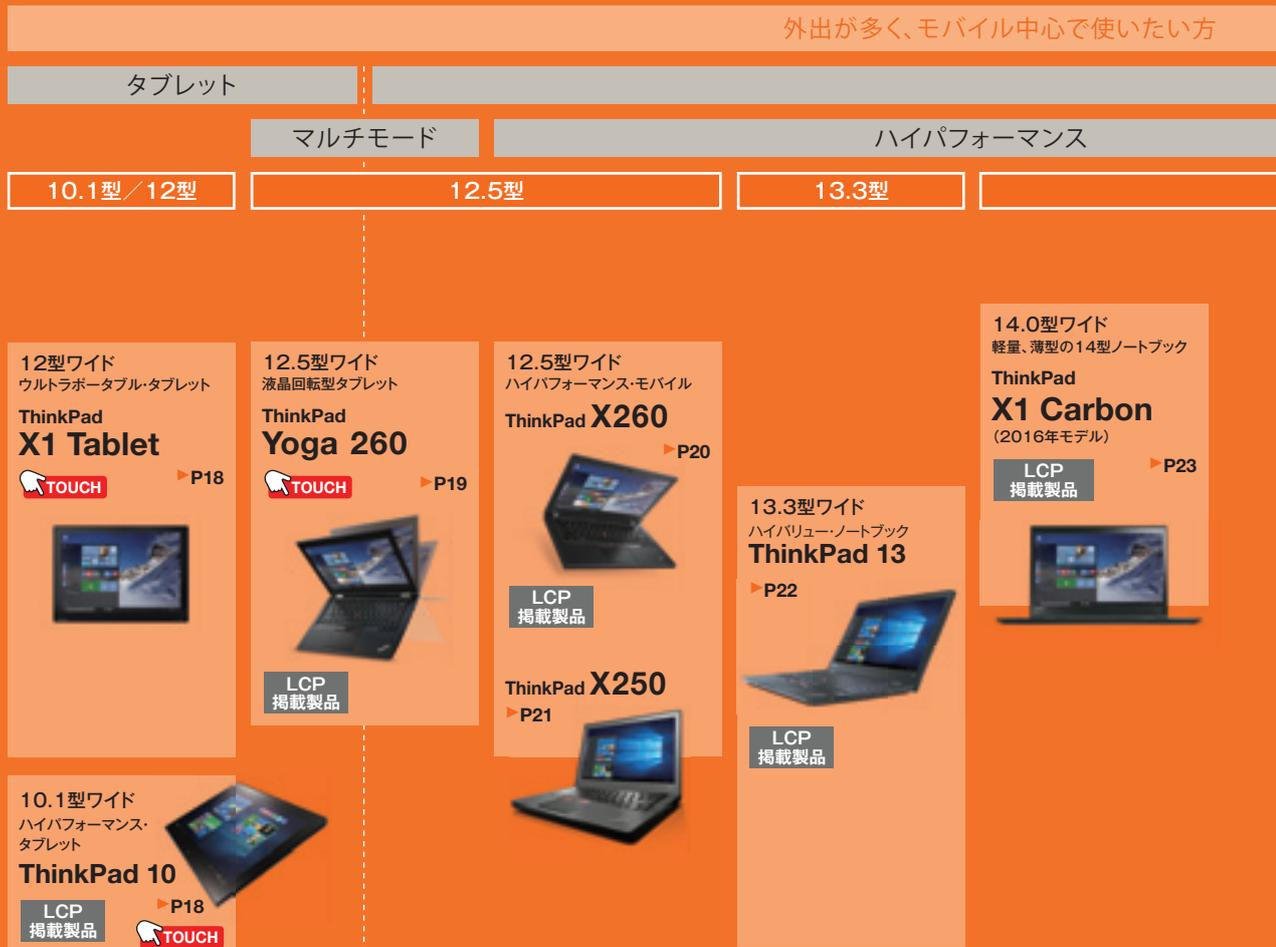 外出が多く、モバイル中心で使いたい方
タブレット
マルチモード
ハイパフォーマンス
10.1型／12型
12.5型
13.3型
12型ワイド
ウルトラポータブル・タブレット
ThinkPad
X1 Tablet
TOUCH
▶P18
12.5型ワイド
液晶回転型タブレット
ThinkPad
Yoga 260
TOUCH
▶P19
LCP
掲載製品
12.5型ワイド
ハイパフォーマンス・モバイル
ThinkPad X260
▶P20
LCP
掲載製品
ThinkPad X250
▶P21
13.3型ワイド
ハイバリュー・ノートブック
ThinkPad 13
▶P22
LCP
掲載製品
14.0型ワイド
軽量、薄型の14型ノートブック
ThinkPad
X1 Carbon
（2016年モデル）
LCP
掲載製品
▶P23
10.1型ワイド
ハイパフォーマンス・
タブレット
ThinkPad 10
▶P18
LCP
掲載製品
TOUCH